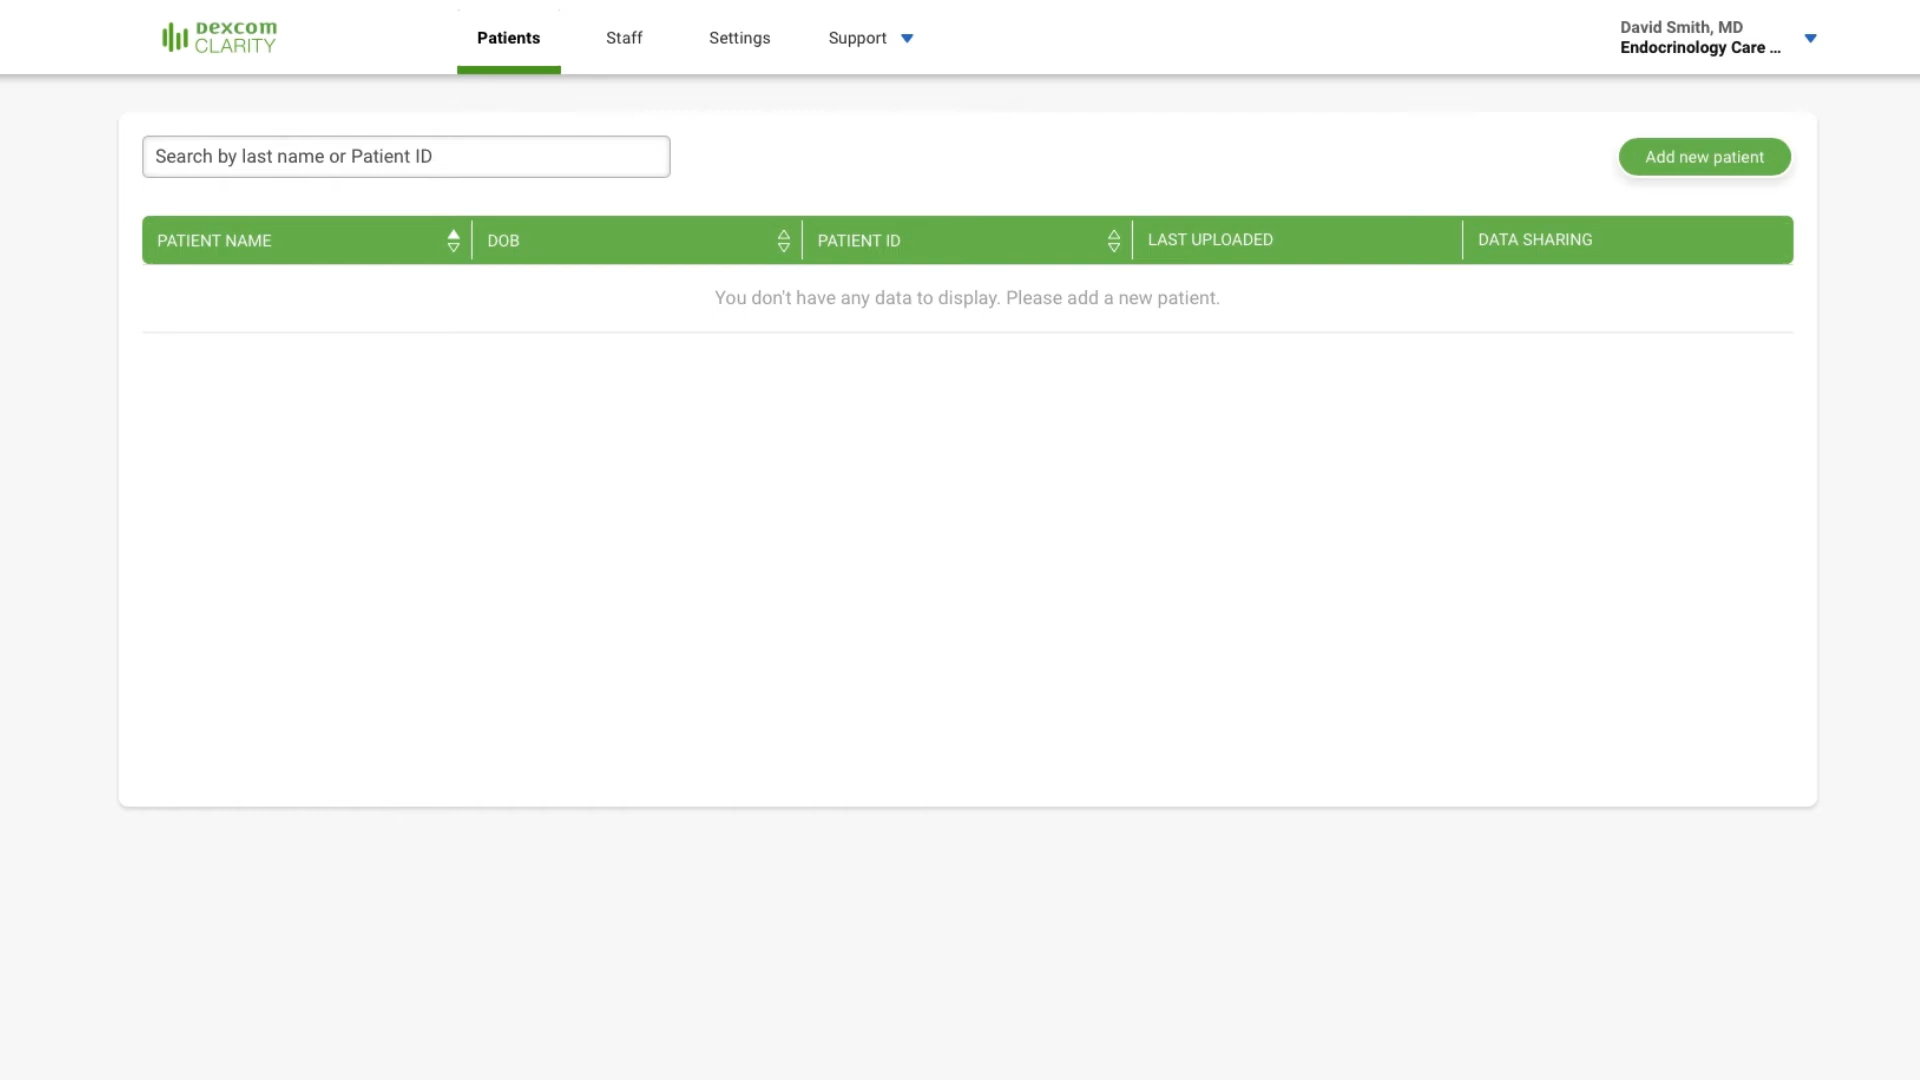 Dexcom
CLARITY
Patients
Staff
Settings
Support
David Smith, MD
Endocrinology Care ...
Search by last name or Patient ID
Add new patient
PATIENT NAME
DOB
PATIENT ID
LAST UPLOADED
DATA SHARING
You don't have any data to display. Please add a new patient.